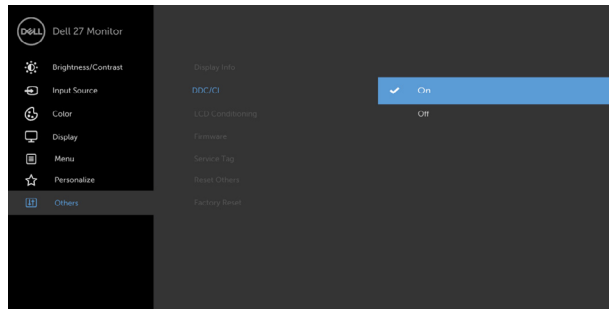 DELL Dell 27 Monitor
Brightness/Contrast
Input Source
Color
Display
Menu
Personalize
Others
Display Info
DDC/CI
LCD Conditioning
Firmware
Service Tag
Reset Others
Factory Reset
On
Off